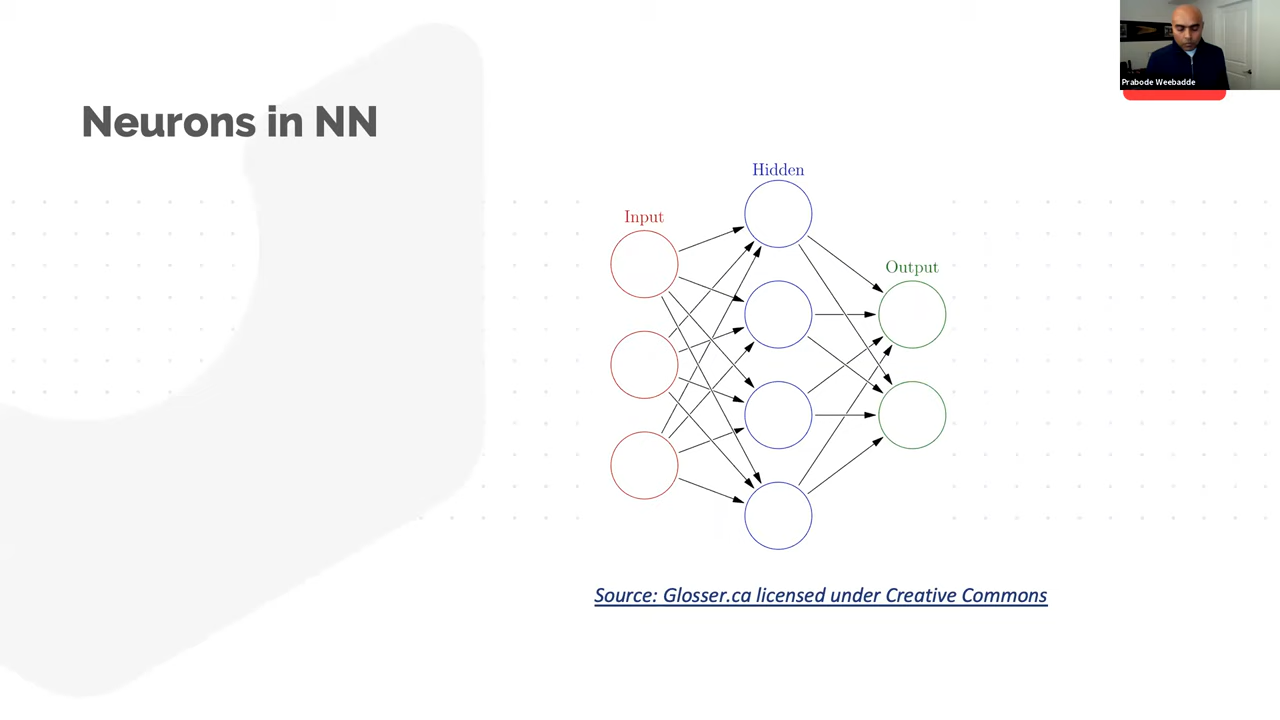 Prabode Weebadde
Neurons in NN
Hidden
Input
Output
Source: Glosser.ca licensed under Creative Commons